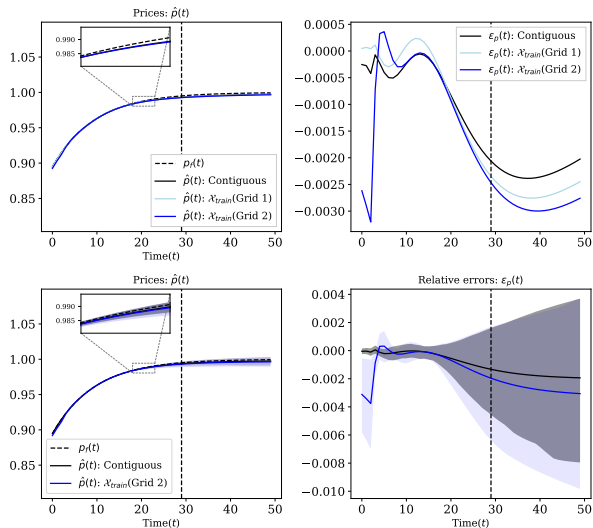 Prices: p̂(t)
1.05
1.00
0.95
0.90
0.85
0.990
0.985
p_f(t)
p̂(t): Contiguous
p̂(t): 𝒳_train(Grid 1)
p̂(t): 𝒳_train(Grid 2)
0 10 20 30 40 50
Time(t)
0.0005
0.0000
−0.0005
−0.0010
−0.0015
−0.0020
−0.0025
−0.0030
ε_p(t): Contiguous
ε_p(t): 𝒳_train(Grid 1)
ε_p(t): 𝒳_train(Grid 2)
0 10 20 30 40 50
Prices: p̂(t)
1.05
1.00
0.95
0.90
0.85
0.990
0.985
p_f(t)
p̂(t): Contiguous
p̂(t): 𝒳_train(Grid 2)
0 10 20 30 40 50
Time(t)
Relative errors: ε_p(t)
0.004
0.002
0.000
−0.002
−0.004
−0.006
−0.008
−0.010
0 10 20 30 40 50
Time(t)